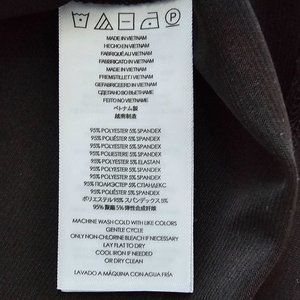 MADE IN VIETNAM
HECHO EN VIETNAM
FABRIQUÉ AU VIETNAM
FABBRICATO IN VIETNAM
MADE IN VIETNAM
FREMSTILLET I VIETNAM
GEFABRICEERD IN VIETNAM
СДЕЛАНО ВО ВЬЕТНАМЕ
FEITO NO VIETNAM
ベトナム製
越南制造
95% POLYESTER 5% SPANDEX
95% POLIÉSTER 5% SPANDEX
95% POLYESTER 5% SPANDEX
95% POLYESTER 5% ELASTAN
95% POLYESTER 5% SPANDEX
95% POLYESTER 5% SPANDEX
95% POLYESTER 5% SPANDEX
95% ПОЛИЭСТЕР 5% СПАНДЕКС
95% POLIÉSTER 5% SPANDEX
ポリエステル 95% スパンデックス 5%
95% 聚酯 5% 弹性合成纤维
MACHINE WASH COLD WITH LIKE COLORS
GENTLE CYCLE
ONLY NON-CHLORINE BLEACH IF NECESSARY
LAY FLAT TO DRY
COOL IRON IF NEEDED
OR DRY CLEAN
LAVADO A MÁQUINA CON AGUA FRÍA